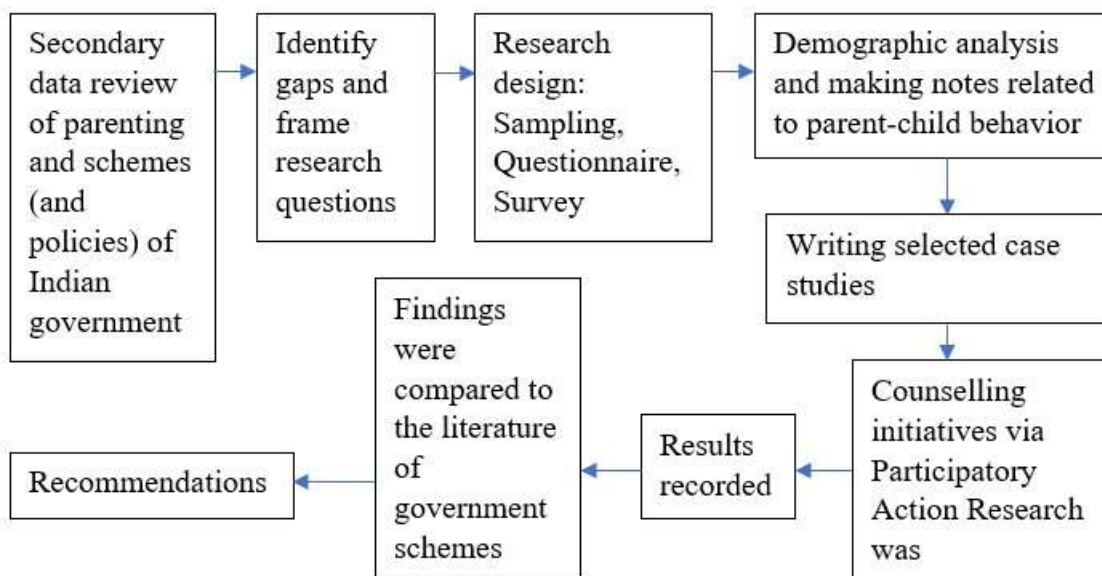 Secondary
data review
of parenting
and schemes
(and
policies) of
Indian
government
Identify
gaps and
frame
research
questions
Research
design:
Sampling,
Questionnaire,
Survey
Demographic analysis
and making notes related
to parent-child behavior
Writing selected case
studies
Counselling
initiatives via
Participatory
Action Research
was
Results
recorded
Findings
were
compared to
the literature
of
government
schemes
Recommendations